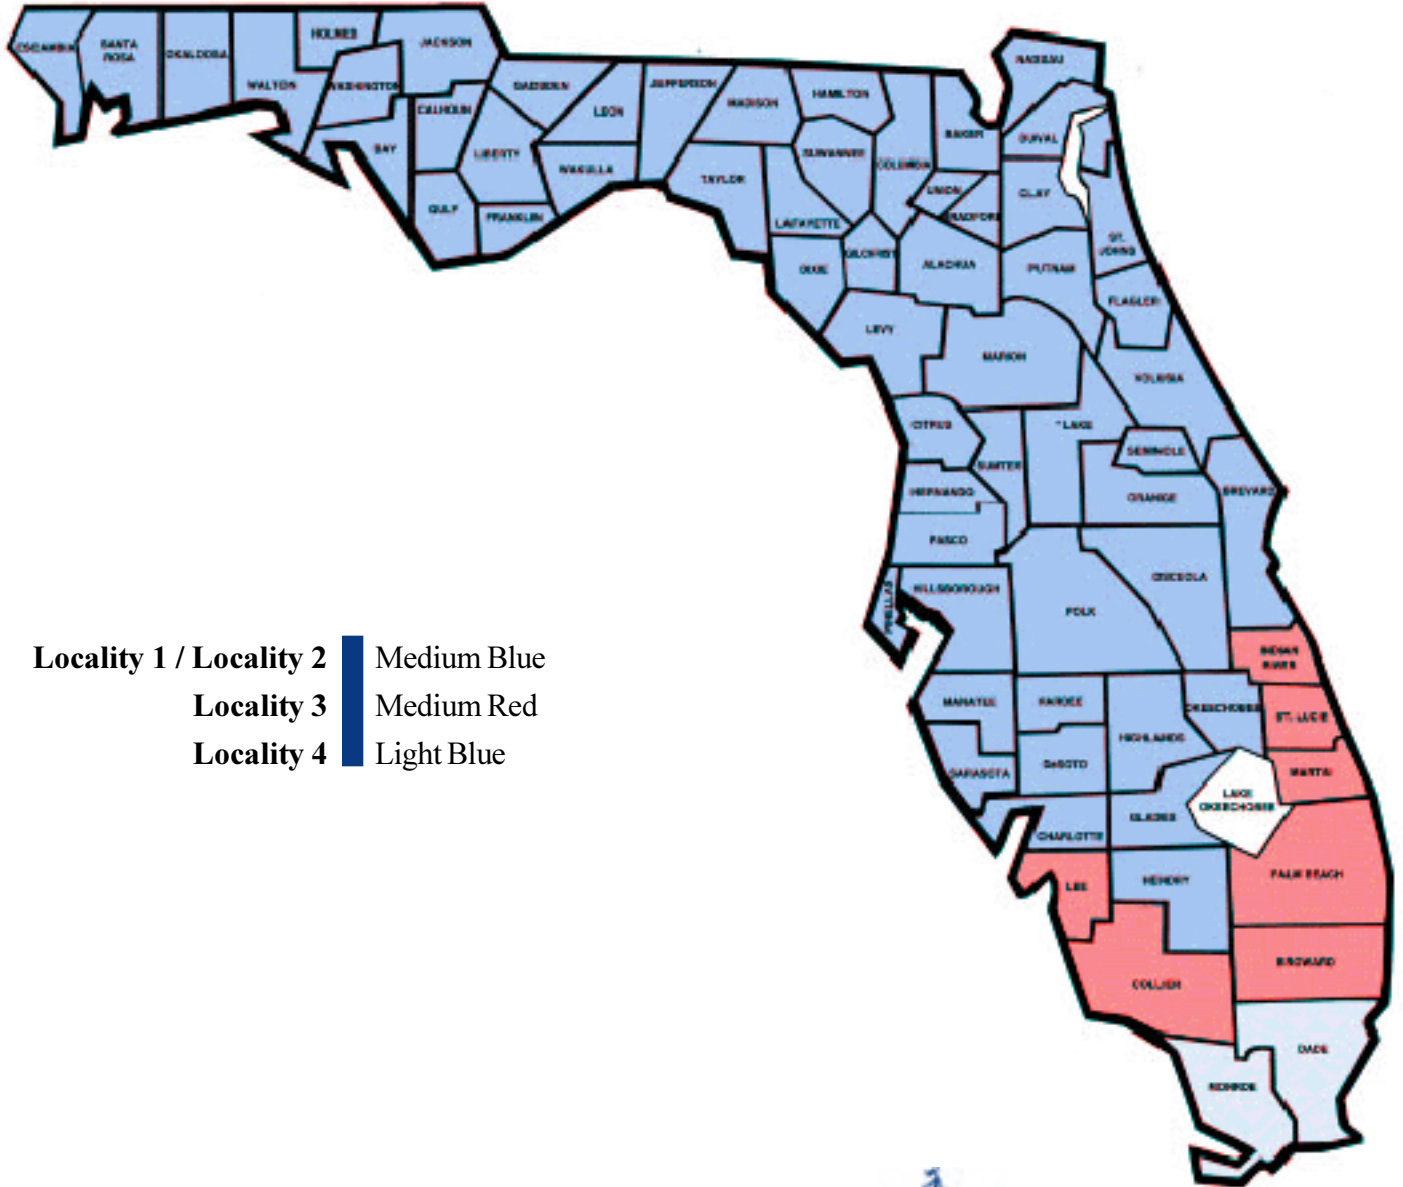 ESCAMBIA
SANTA
ROSA
OKALOOSA
WALTON
HOLMES
WASHINGTON
JACKSON
BAY
CALHOUN
GULF
LIBERTY
GADSDEN
FRANKLIN
LEON
WAKULLA
JEFFERSON
MADISON
TAYLOR
HAMILTON
SUWANNEE
LAFAYETTE
DIXIE
COLUMBIA
GILCHRIST
BAKER
UNION
BRADFORD
ALACHUA
NASSAU
DUVAL
CLAY
ST.
JOHNS
PUTNAM
FLAGLER
LEVY
MARION
VOLUSIA
CITRUS
SUMTER
LAKE
SEMINOLE
ORANGE
BREVARD
HERNANDO
PASCO
PINELLAS
HILLSBOROUGH
POLK
OSCEOLA
INDIAN
RIVER
MANATEE
HARDEE
HIGHLANDS
OKEECHOBEE
ST. LUCIE
SARASOTA
DeSOTO
MARTIN
LAKE
OKEECHOBEE
CHARLOTTE
GLADES
LEE
HENDRY
PALM BEACH
COLLIER
BROWARD
DADE
MONROE
Locality 1 / Locality 2 Medium Blue
Locality 3 Medium Red
Locality 4 Light Blue